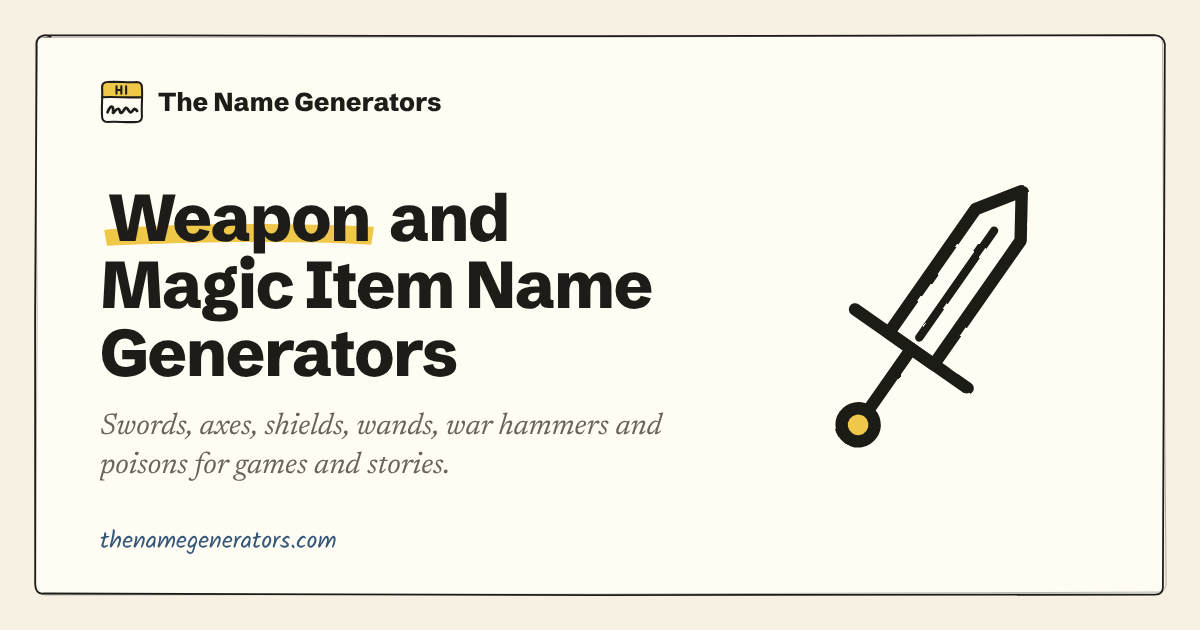 HI
The Name Generators
Weapon and
Magic Item Name
Generators
Swords, axes, shields, wands, war hammers and
poisons for games and stories.
thenamegenerators.com